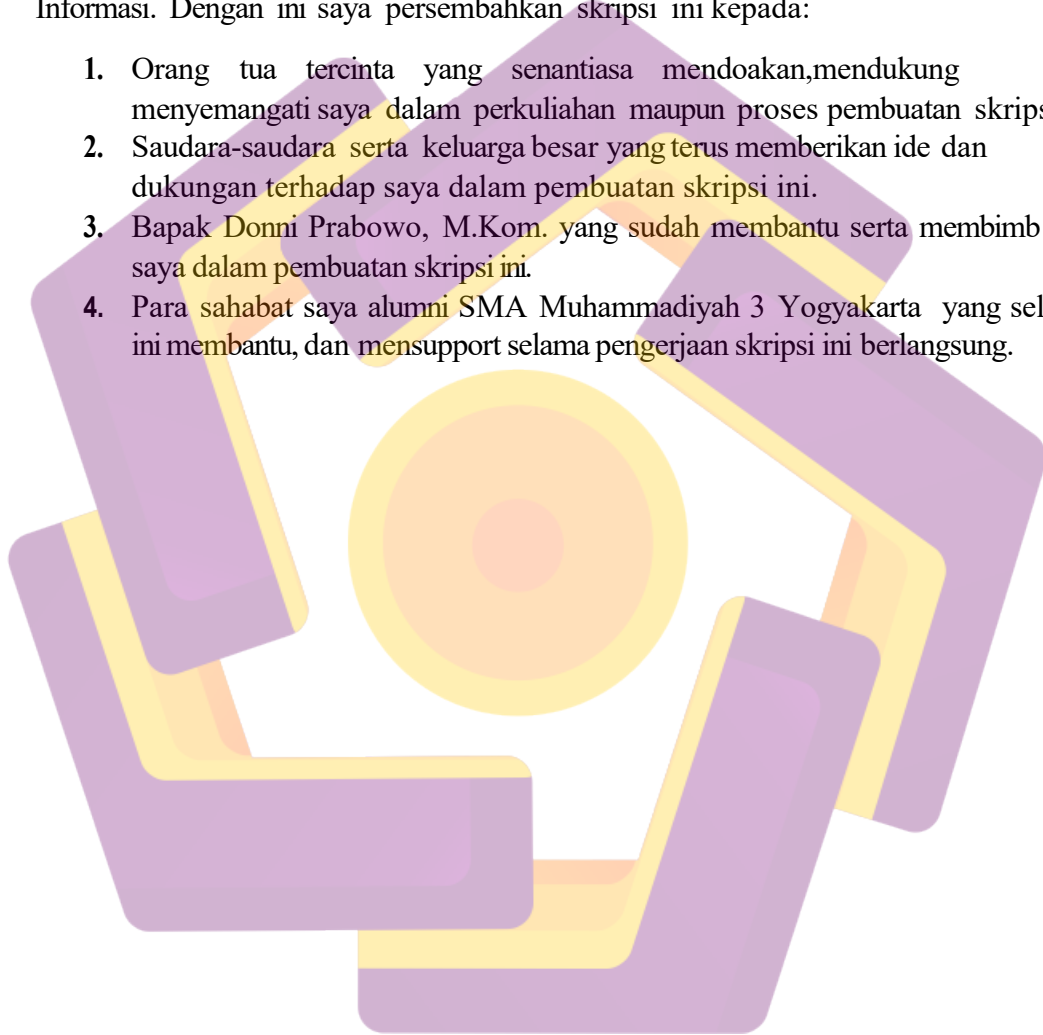 Informasi. Dengan ini saya persembahkan skripsi ini kepada:
1. Orang tua tercinta yang senantiasa mendoakan,mendukung
menyemangati saya dalam perkuliahan maupun proses pembuatan skrips
2. Saudara-saudara serta keluarga besar yang terus memberikan ide dan
dukungan terhadap saya dalam pembuatan skripsi ini.
3. Bapak Donni Prabowo, M.Kom. yang sudah membantu serta membimb
saya dalam pembuatan skripsi ini.
4. Para sahabat saya alumni SMA Muhammadiyah 3 Yogyakarta yang sel
ini membantu, dan mensupport selama pengerjaan skripsi ini berlangsung.